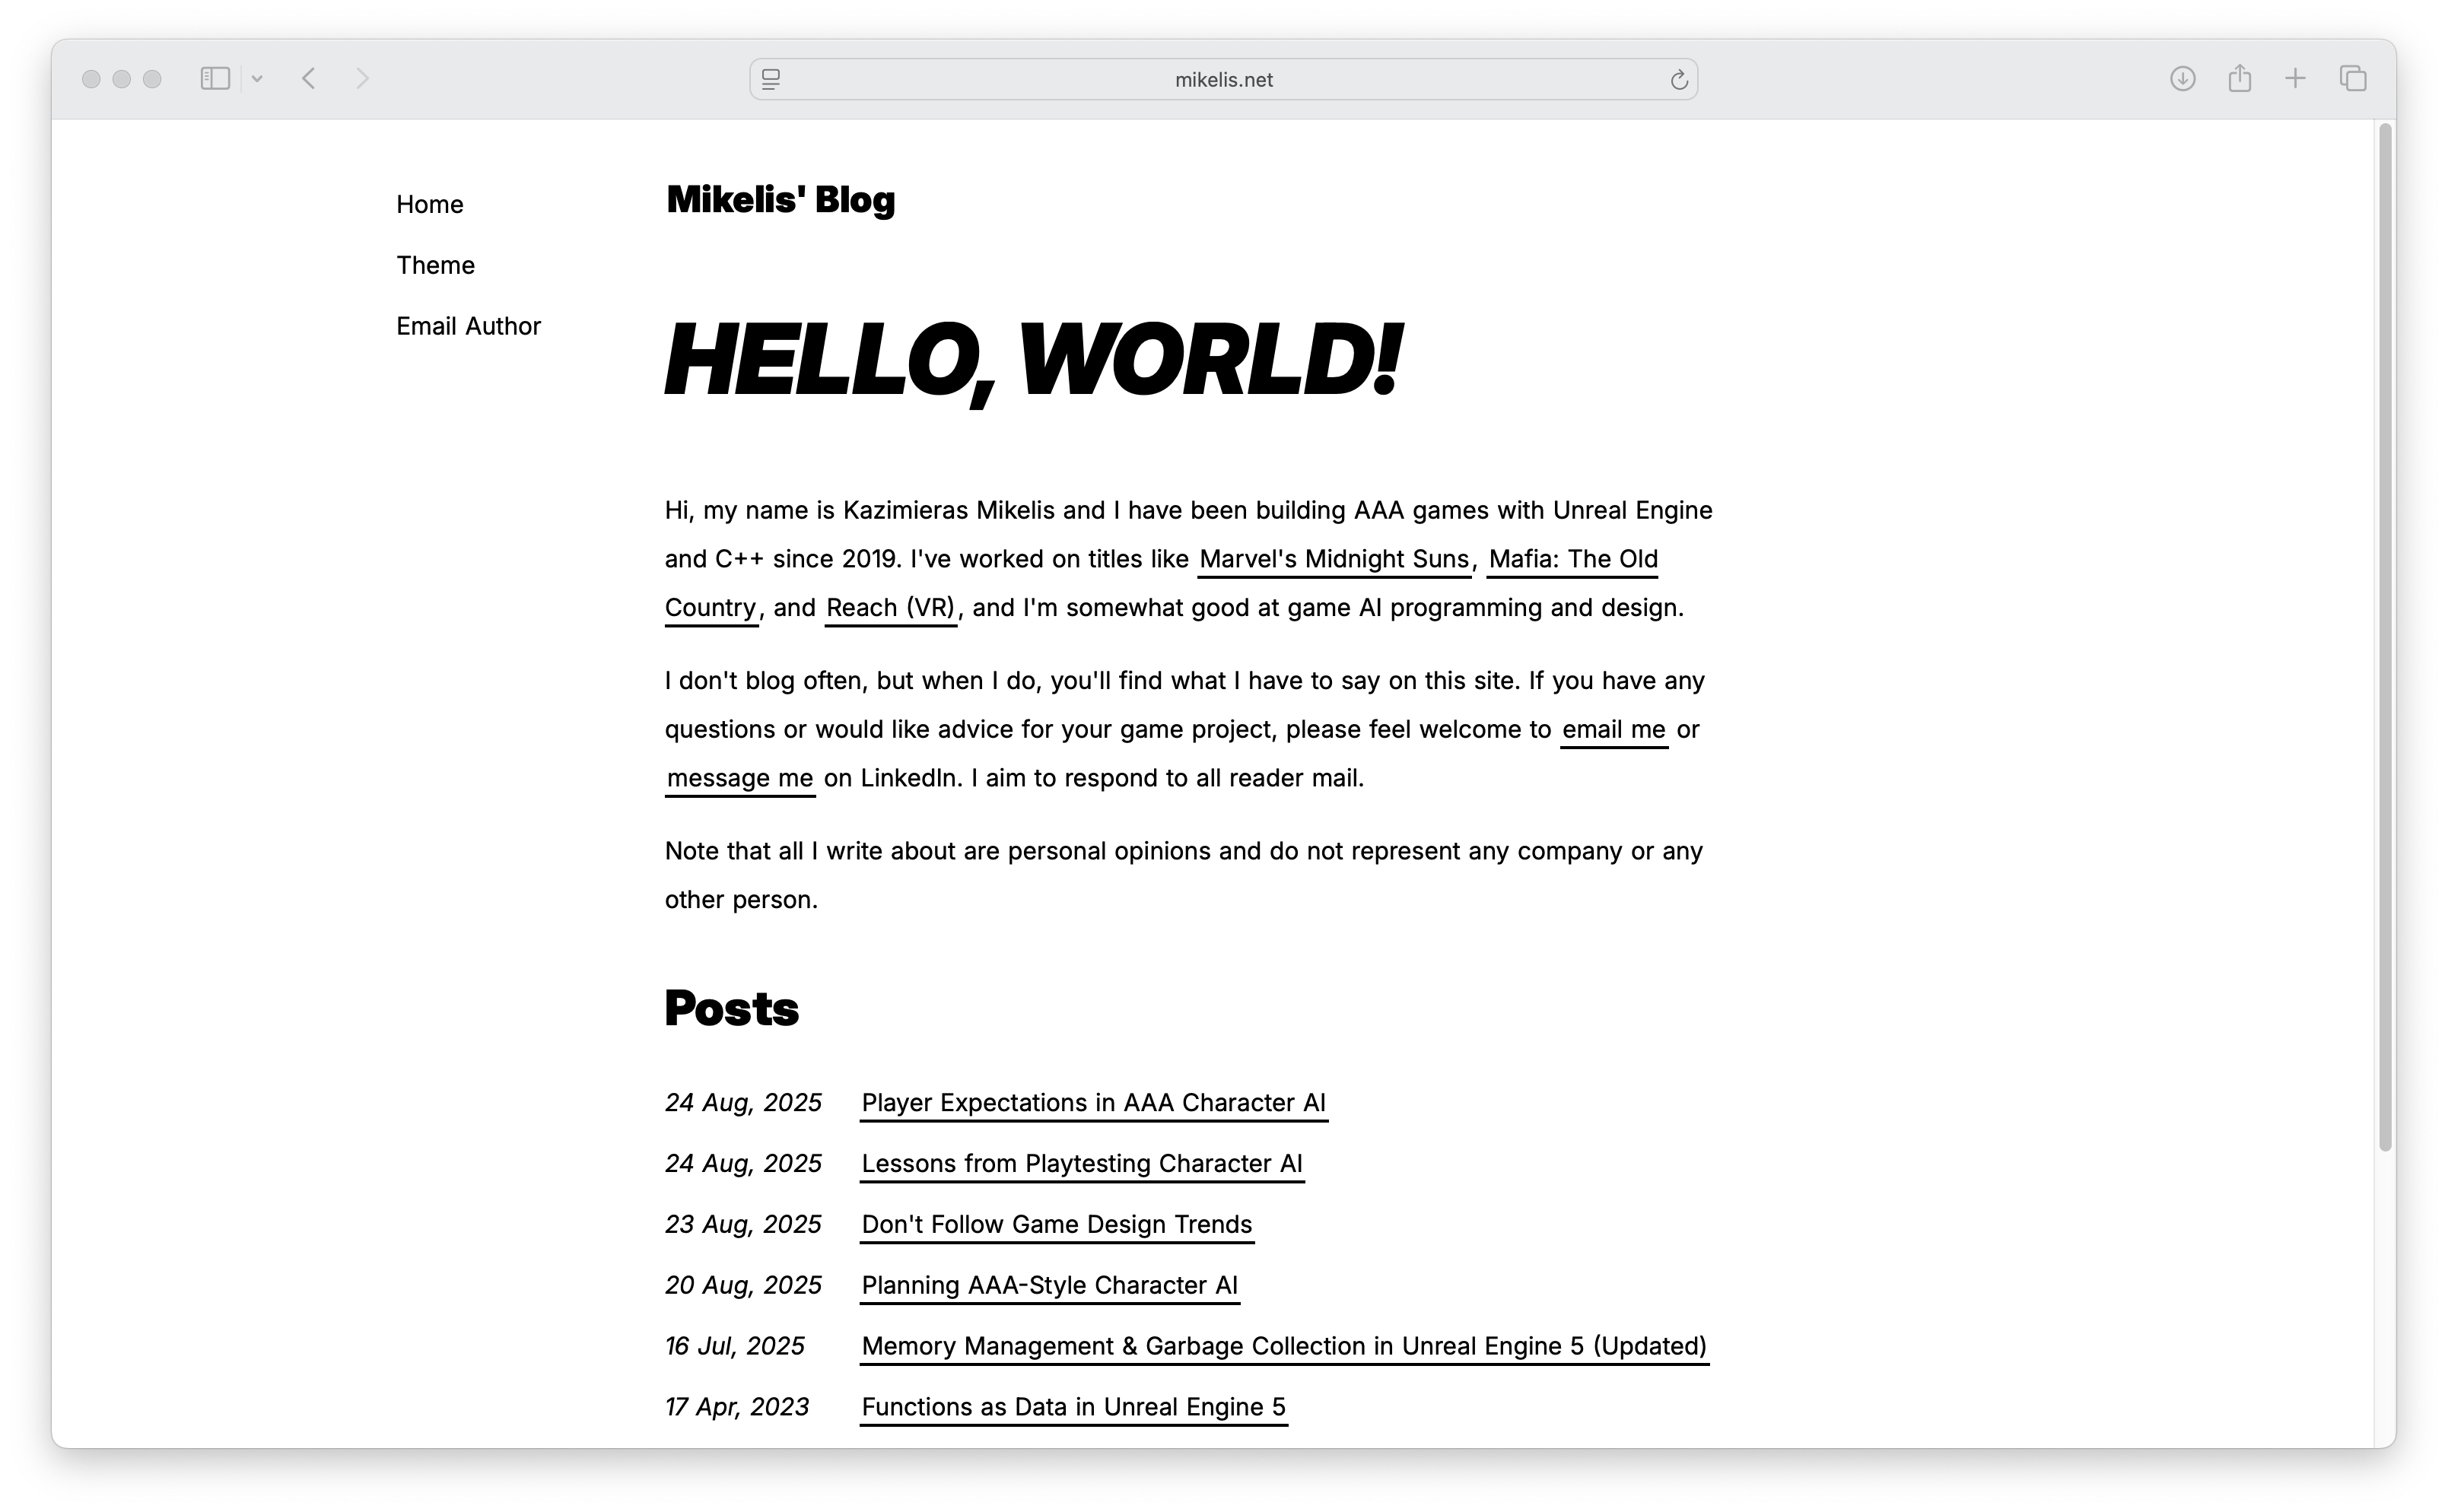 mikelis.net
Home
Theme
Email Author
Mikelis' Blog
HELLO, WORLD!
Hi, my name is Kazimieras Mikelis and I have been building AAA games with Unreal Engine
and C++ since 2019. I've worked on titles like Marvel's Midnight Suns, Mafia: The Old
Country, and Reach (VR), and I'm somewhat good at game AI programming and design.
I don't blog often, but when I do, you'll find what I have to say on this site. If you have any
questions or would like advice for your game project, please feel welcome to email me or
message me on LinkedIn. I aim to respond to all reader mail.
Note that all I write about are personal opinions and do not represent any company or any
other person.
Posts
24 Aug, 2025 Player Expectations in AAA Character AI
24 Aug, 2025 Lessons from Playtesting Character AI
23 Aug, 2025 Don't Follow Game Design Trends
20 Aug, 2025 Planning AAA-Style Character AI
16 Jul, 2025 Memory Management & Garbage Collection in Unreal Engine 5 (Updated)
17 Apr, 2023 Functions as Data in Unreal Engine 5